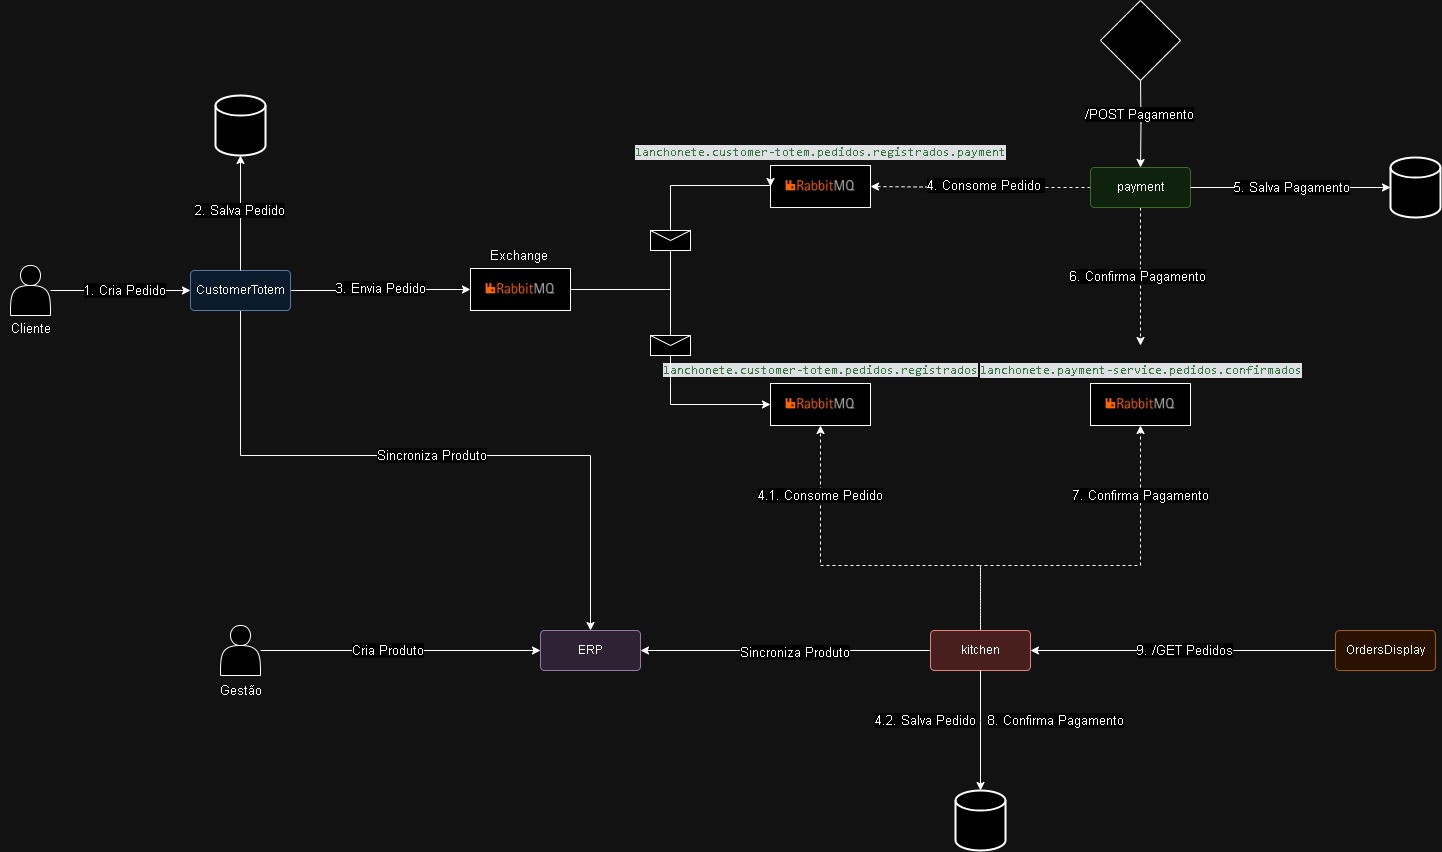 /POST Pagamento
lanchonete.customer-totem.pedidos.registrados.payment
RabbitMQ
4. Consome Pedido
payment
5. Salva Pagamento
2. Salva Pedido
Exchange
6. Confirma Pagamento
1. Cria Pedido
CustomerTotem
3. Envia Pedido
RabbitMQ
Cliente
lanchonete.customer-totem.pedidos.registrados
lanchonete.payment-service.pedidos.confirmados
RabbitMQ
RabbitMQ
Sincroniza Produto
4.1. Consome Pedido
7. Confirma Pagamento
Cria Produto
ERP
Sincroniza Produto
kitchen
9. /GET Pedidos
OrdersDisplay
Gestão
4.2. Salva Pedido
8. Confirma Pagamento